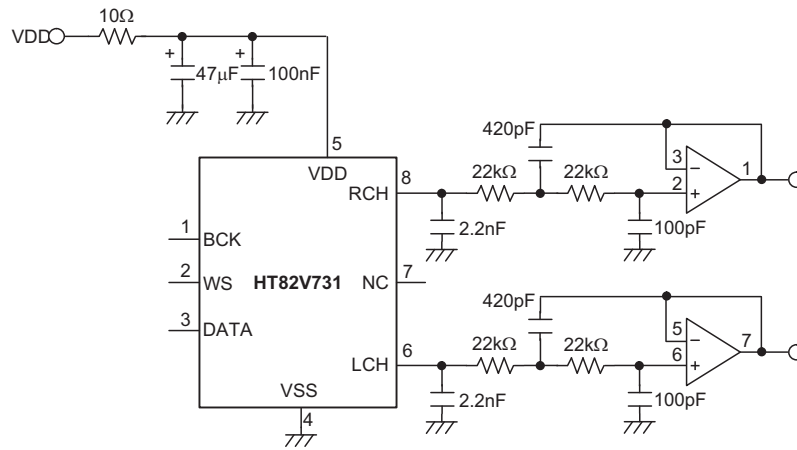 10Ω
VDD
+
47μF
+
100nF
5
VDD
420pF
3
−
1
2
+
8
RCH
22kΩ
22kΩ
2.2nF
100pF
1
BCK
2
WS
HT82V731
NC
7
3
DATA
420pF
5
−
7
6
+
6
LCH
22kΩ
22kΩ
2.2nF
100pF
VSS
4